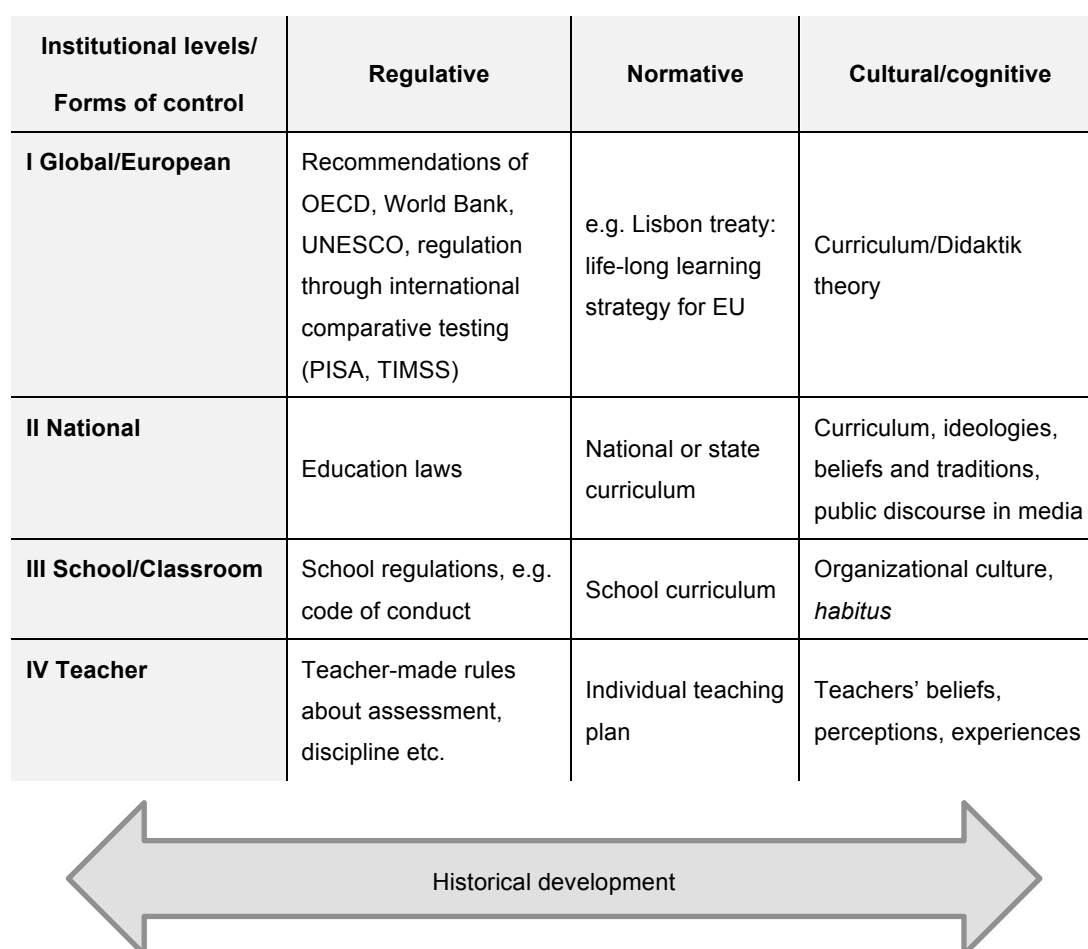 Institutional levels/
Forms of control
Regulative
Normative
Cultural/cognitive
I Global/European
Recommendations of
OECD, World Bank,
UNESCO, regulation
through international
comparative testing
(PISA, TIMSS)
e.g. Lisbon treaty:
life-long learning
strategy for EU
Curriculum/Didaktik
theory
II National
Education laws
National or state
curriculum
Curriculum, ideologies,
beliefs and traditions,
public discourse in media
III School/Classroom
School regulations, e.g.
code of conduct
School curriculum
Organizational culture,
habitus
IV Teacher
Teacher-made rules
about assessment,
discipline etc.
Individual teaching
plan
Teachers’ beliefs,
perceptions, experiences
Historical development